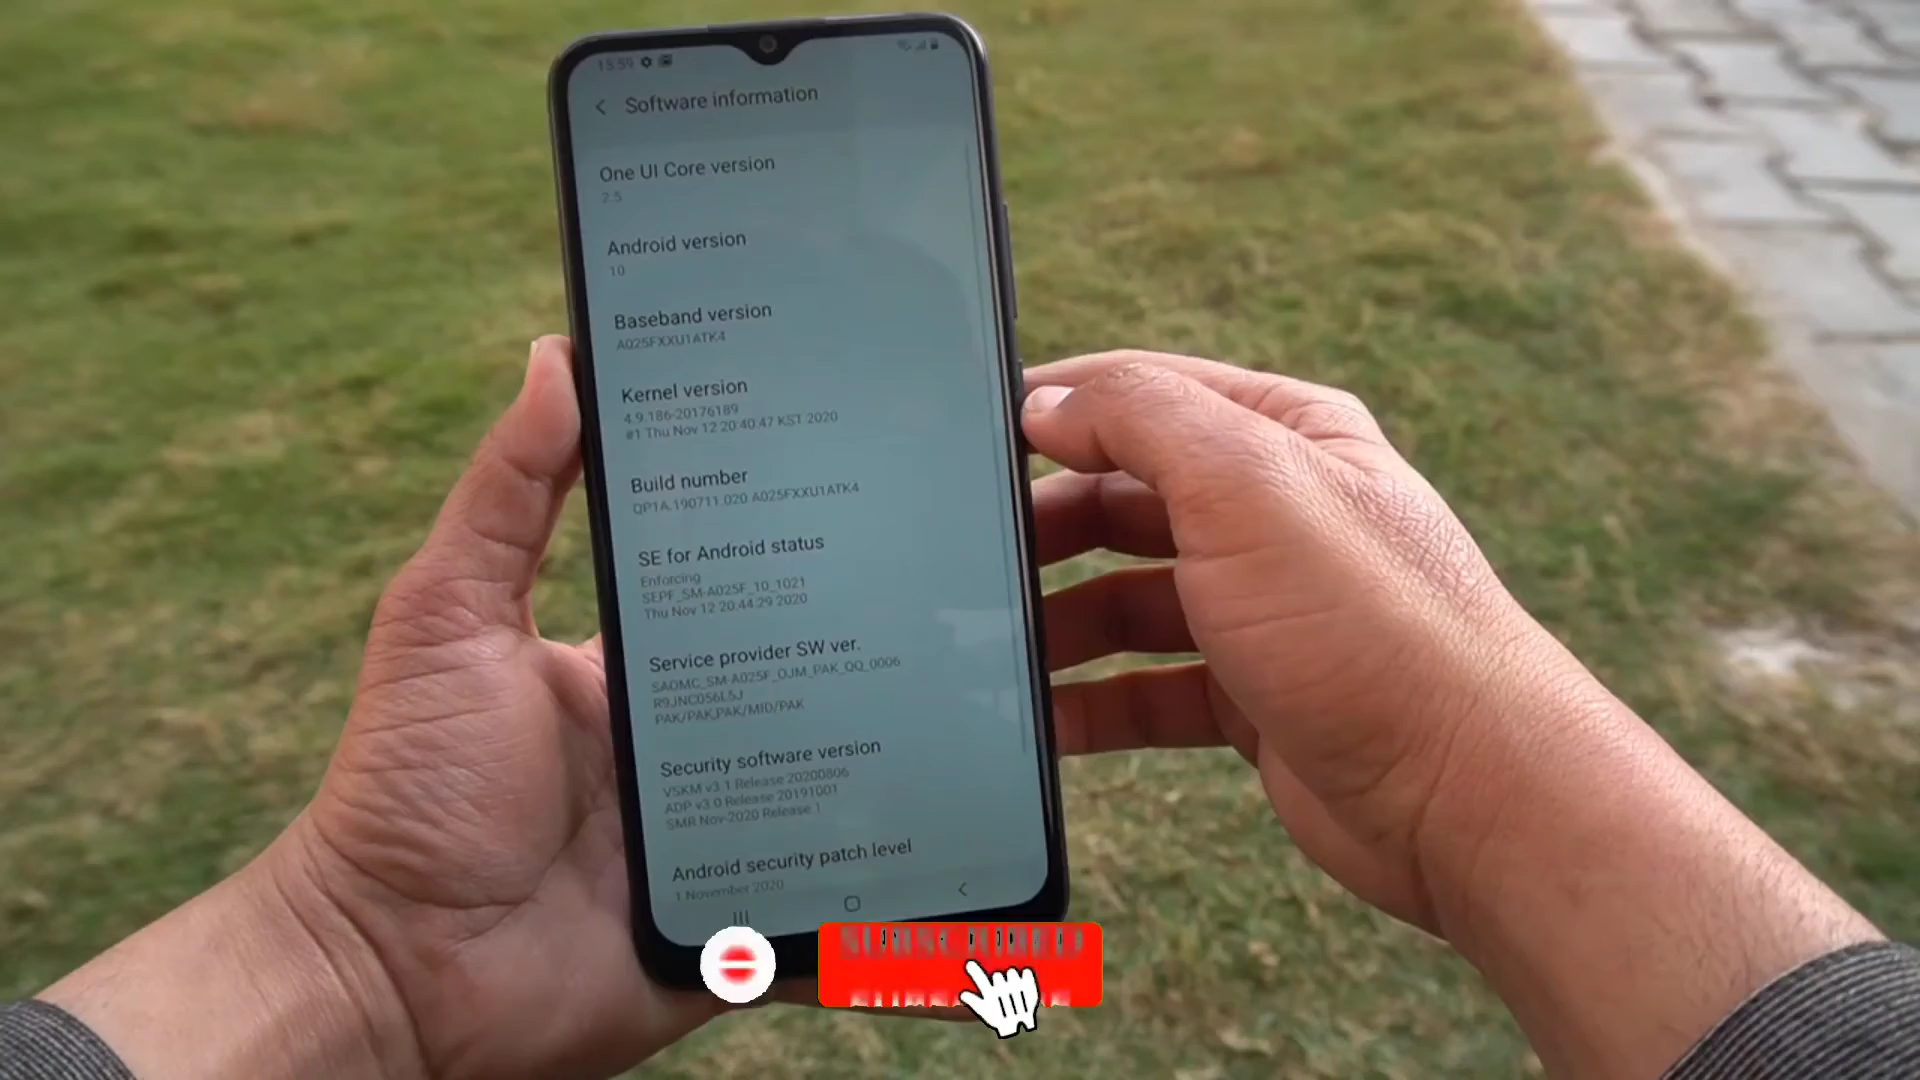 15:59
Software information
One UI Core version
2.5
Android version
10
Baseband version
A025FXXU1ATK4
Kernel version
4.9.186-20176189
#1 Thu Nov 12 20:40:47 KST 2020
Build number
QP1A.190711.020.A025FXXU1ATK4
SE for Android status
Enforcing
SEPF_SM-A025F_10_1021
Thu Nov 12 20:44:29 2020
Service provider SW ver.
SAOMC_SM-A025F_OJM_PAK_QQ_0006
R9JNC056L5J
PAK/PAK,PAK/MID/PAK
Security software version
VSKM v3.1 Release 20200806
ADP v3.0 Release 20191001
SMR Nov-2020 Release 1
Android security patch level
1 November 2020